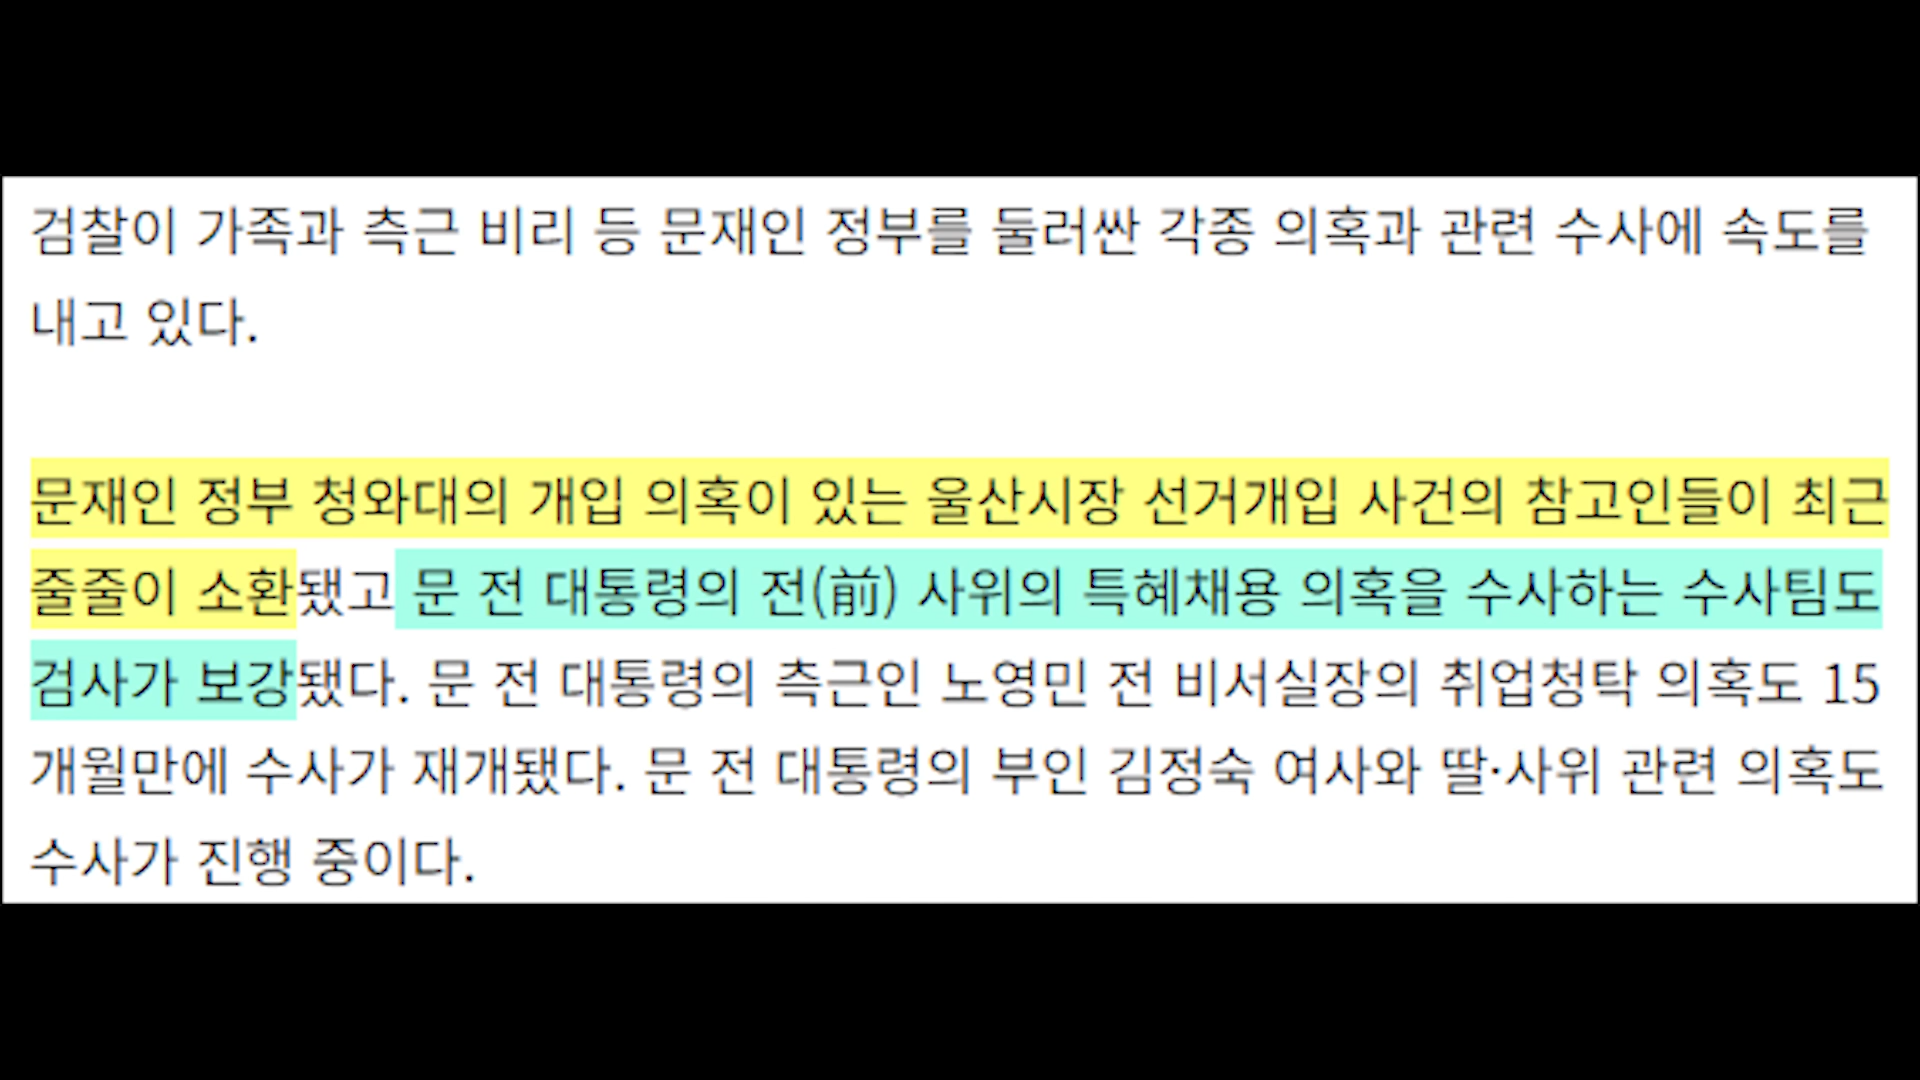 검찰이 가족과 측근 비리 등 문재인 정부를 둘러싼 각종 의혹과 관련 수사에 속도를
내고 있다.
문재인 정부 청와대의 개입 의혹이 있는 울산시장 선거개입 사건의 참고인들이 최근
줄줄이 소환됐고 문 전 대통령의 전(前) 사위의 특혜채용 의혹을 수사하는 수사팀도
검사가 보강됐다. 문 전 대통령의 측근인 노영민 전 비서실장의 취업청탁 의혹도 15
개월만에 수사가 재개됐다. 문 전 대통령의 부인 김정숙 여사와 딸·사위 관련 의혹도
수사가 진행 중이다.